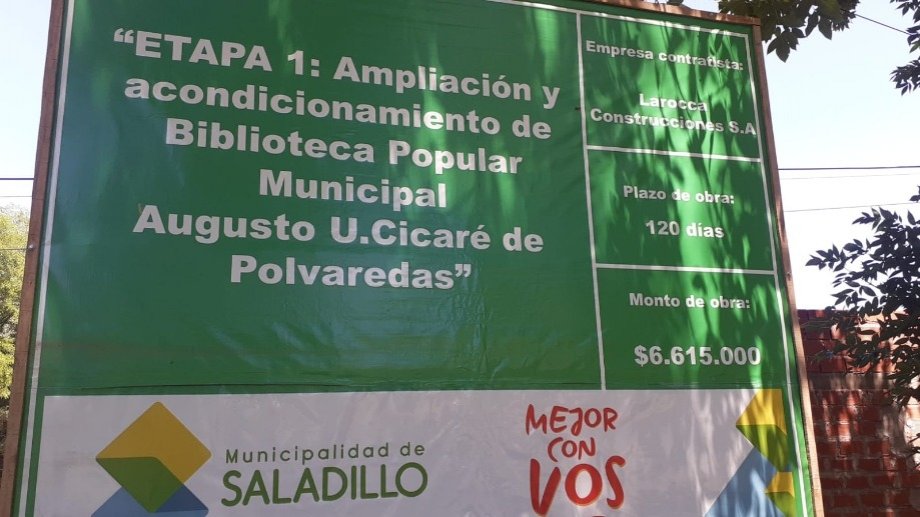 “ETAPA 1: Ampliación y
acondicionamiento de
Biblioteca Popular
Municipal
Augusto U.Cicaré de
Polvaredas”
Empresa contratista:
Larocca
Construcciones S.A
Plazo de obra:
120 días
Monto de obra:
$6.615.000
Municipalidad de
SALADILLO
MEJOR
CON
VOS